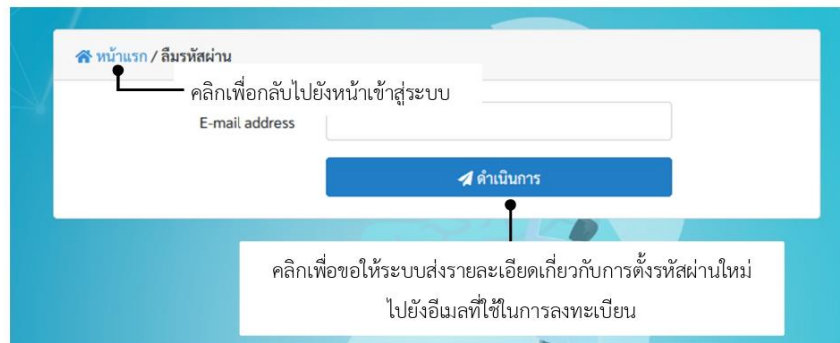 หน้าแรก / ลืมรหัสผ่าน
คลิกเพื่อกลับไปยังหน้าเข้าสู่ระบบ
E-mail address
ดำเนินการ
คลิกเพื่อขอให้ระบบส่งรายละเอียดเกี่ยวกับการตั้งรหัสผ่านใหม่
ไปยังอีเมลที่ใช้ในการลงทะเบียน